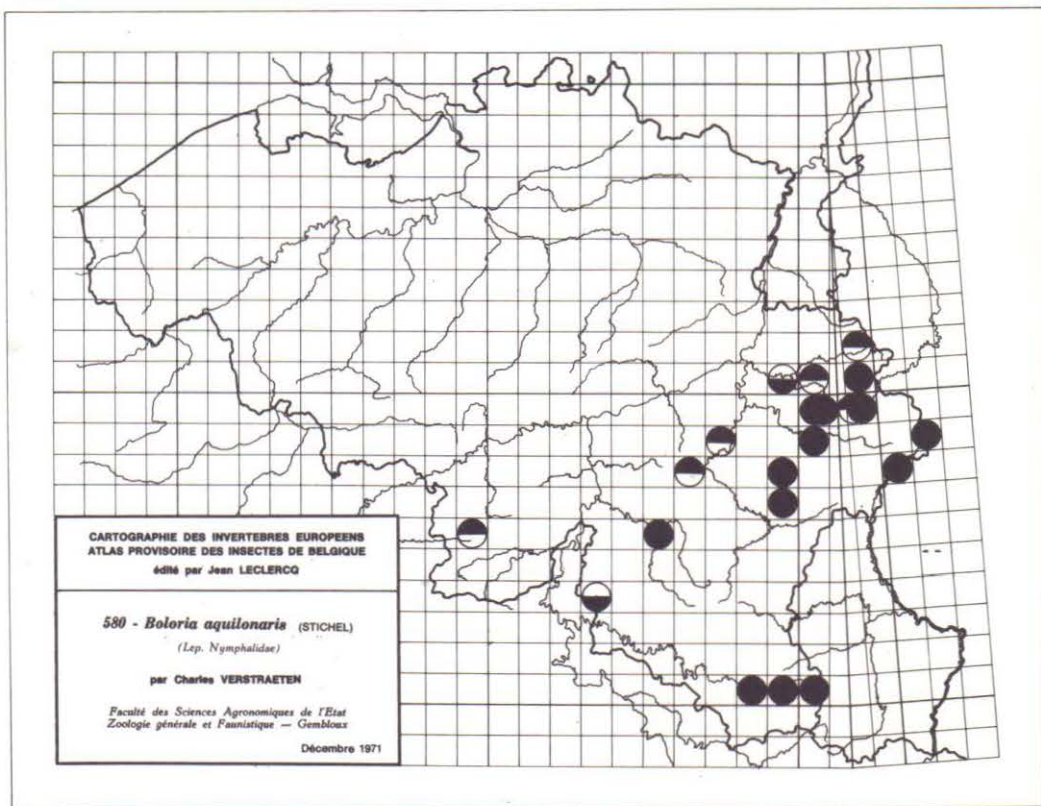 CARTOGRAPHIE DES INVERTEBRES EUROPEENS
ATLAS PROVISOIRE DES INSECTES DE BELGIQUE
édité par Jean LECLERCQ
580 - Boloria aquilonaris (STICHEL)
(Lep. Nymphalidae)
par Charles VERSTRAETEN
Faculté des Sciences Agronomiques de l'Etat
Zoologie générale et Faunistique — Gembloux
Décembre 1971